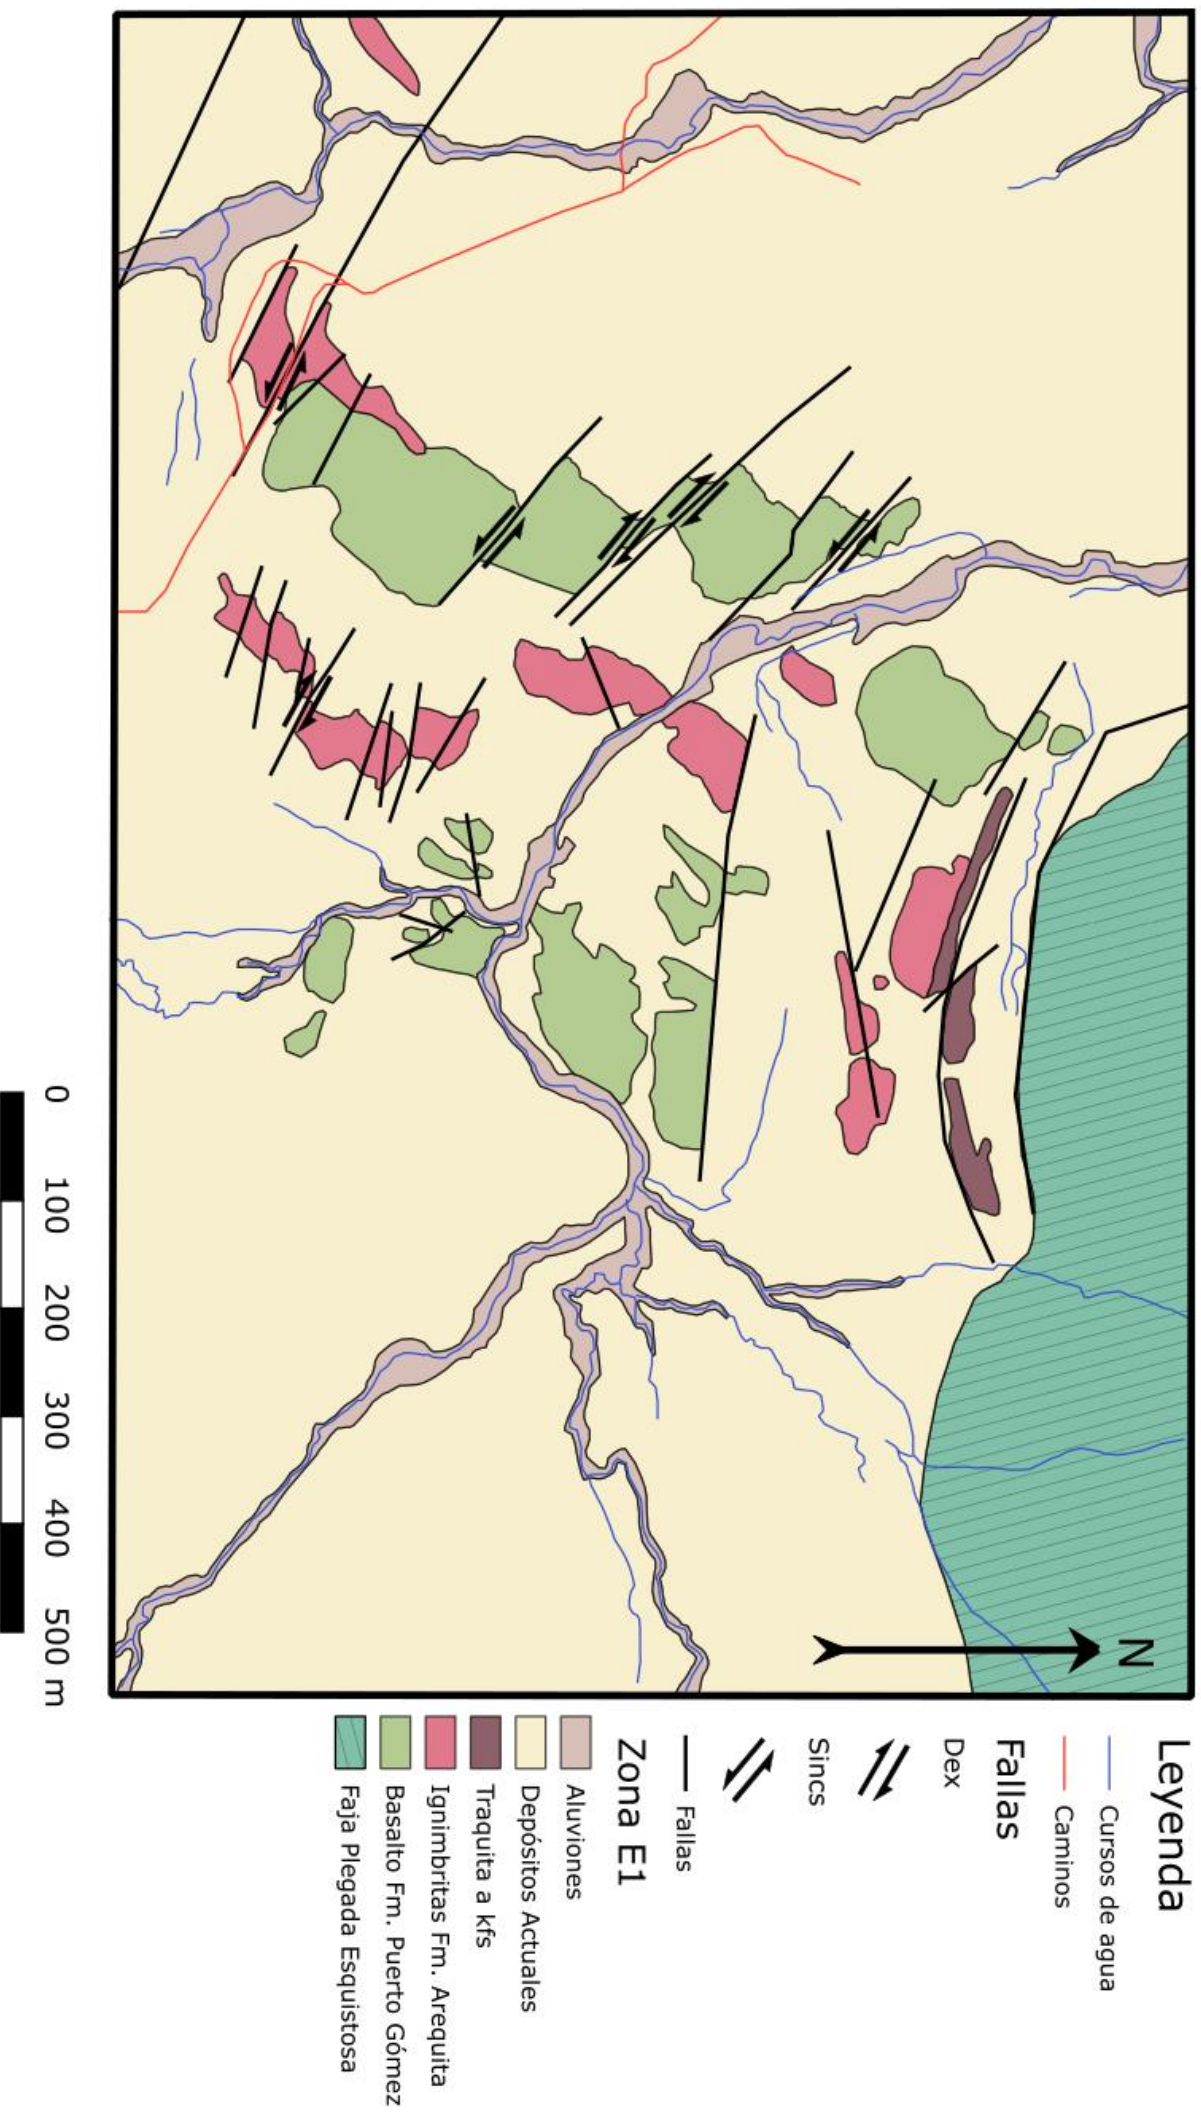 N
Leyenda
Cursos de agua
Caminos
Fallas
Dex
Sincs
Fallas
Zona E1
Aluviones
Depósitos Actuales
Traquita a kfs
Ignimbritas Fm. Arequita
Basalto Fm. Puerto Gómez
Faja Plegada Esquistosa
0 100 200 300 400 500 m